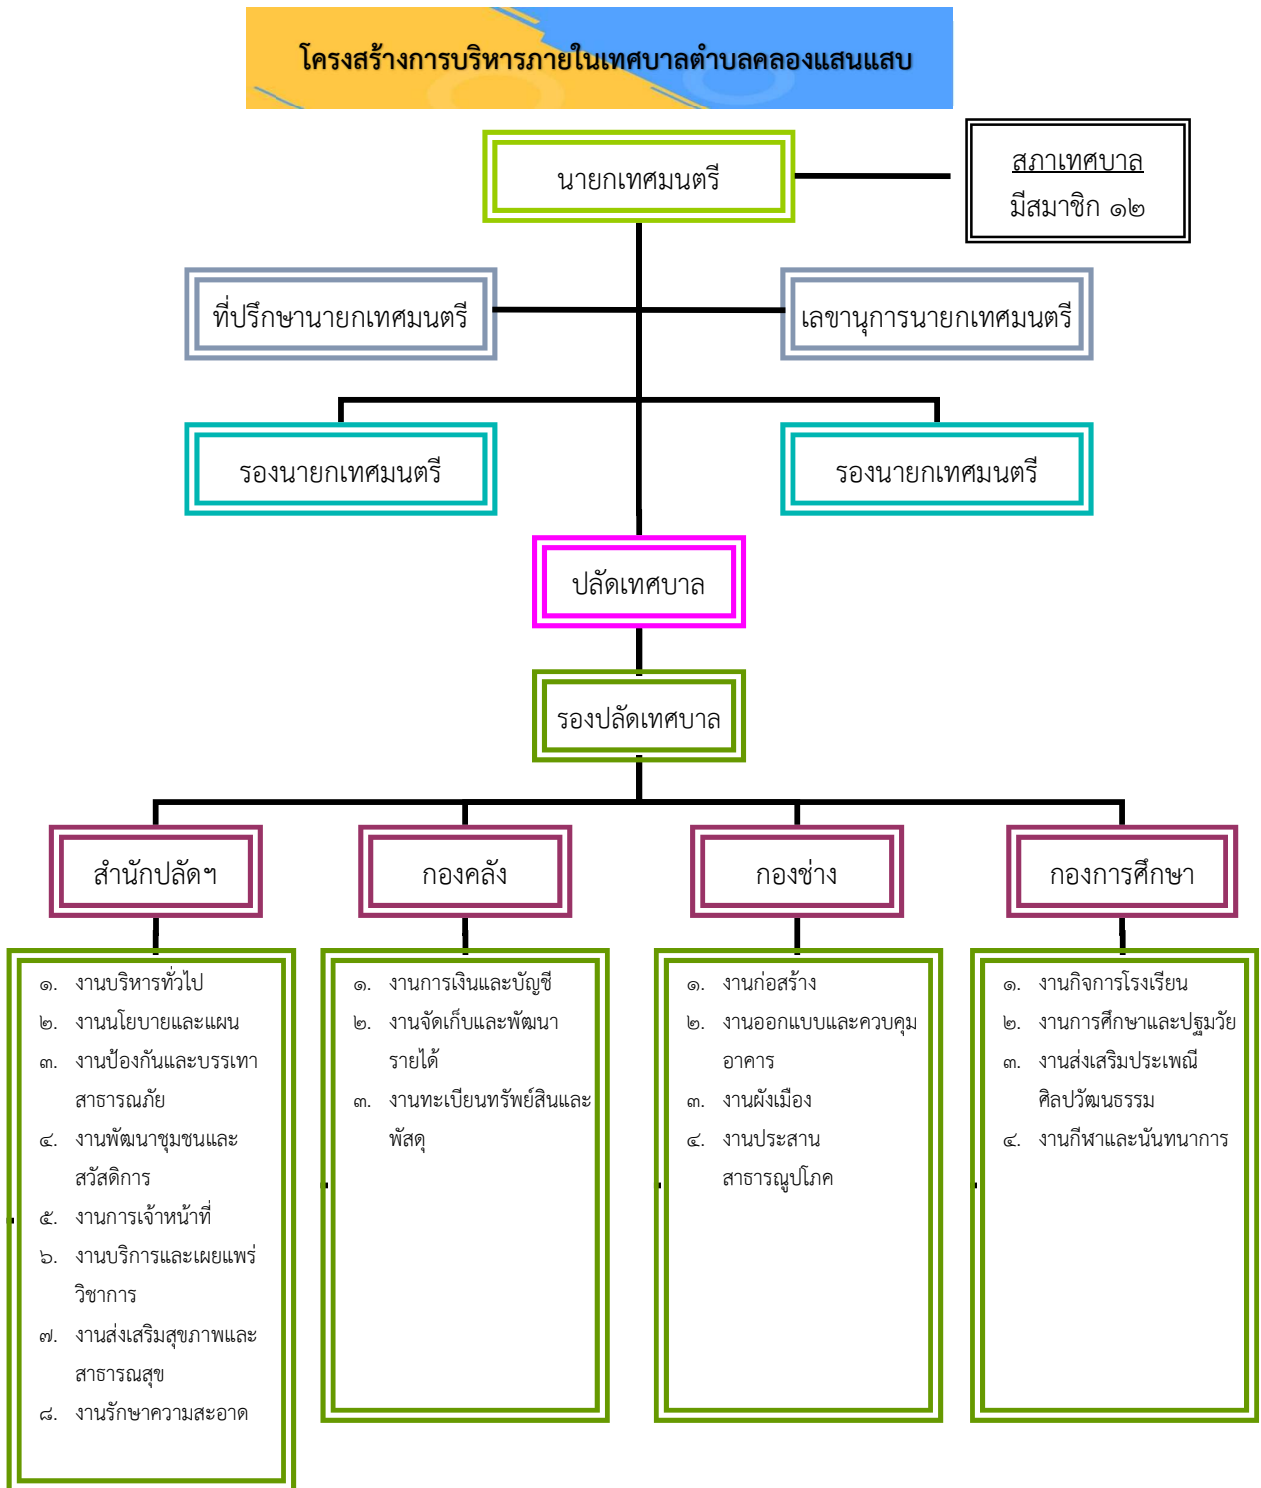 โครงสร้างการบริหารภายในเทศบาลตำบลคลองแสนแสบ
นายกเทศมนตรี
สภาเทศบาล
มีสมาชิก ๑๒
ที่ปรึกษานายกเทศมนตรี
เลขานุการนายกเทศมนตรี
รองนายกเทศมนตรี
รองนายกเทศมนตรี
ปลัดเทศบาล
รองปลัดเทศบาล
สำนักปลัดฯ
กองคลัง
กองช่าง
กองการศึกษา
๑. งานบริหารทั่วไป
๒. งานนโยบายและแผน
๓. งานป้องกันและบรรเทา
สาธารณภัย
๔. งานพัฒนาชุมชนและ
สวัสดิการ
๕. งานการเจ้าหน้าที่
๖. งานบริการและเผยแพร่
วิชาการ
๗. งานส่งเสริมสุขภาพและ
สาธารณสุข
๘. งานรักษาความสะอาด
๑. งานการเงินและบัญชี
๒. งานจัดเก็บและพัฒนา
รายได้
๓. งานทะเบียนทรัพย์สินและ
พัสดุ
๑. งานก่อสร้าง
๒. งานออกแบบและควบคุม
อาคาร
๓. งานผังเมือง
๔. งานประสาน
สาธารณูปโภค
๑. งานกิจการโรงเรียน
๒. งานการศึกษาและปฐมวัย
๓. งานส่งเสริมประเพณี
ศิลปวัฒนธรรม
๔. งานกีฬาและนันทนาการ